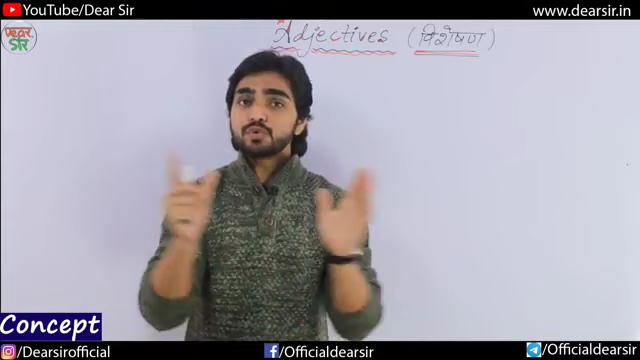 YouTube/Dear Sir
www.dearsir.in
Dear
Sir
Adjectives (विशेषण)
Concept
/Dearsirofficial
/Officialdearsir
/Officialdearsir